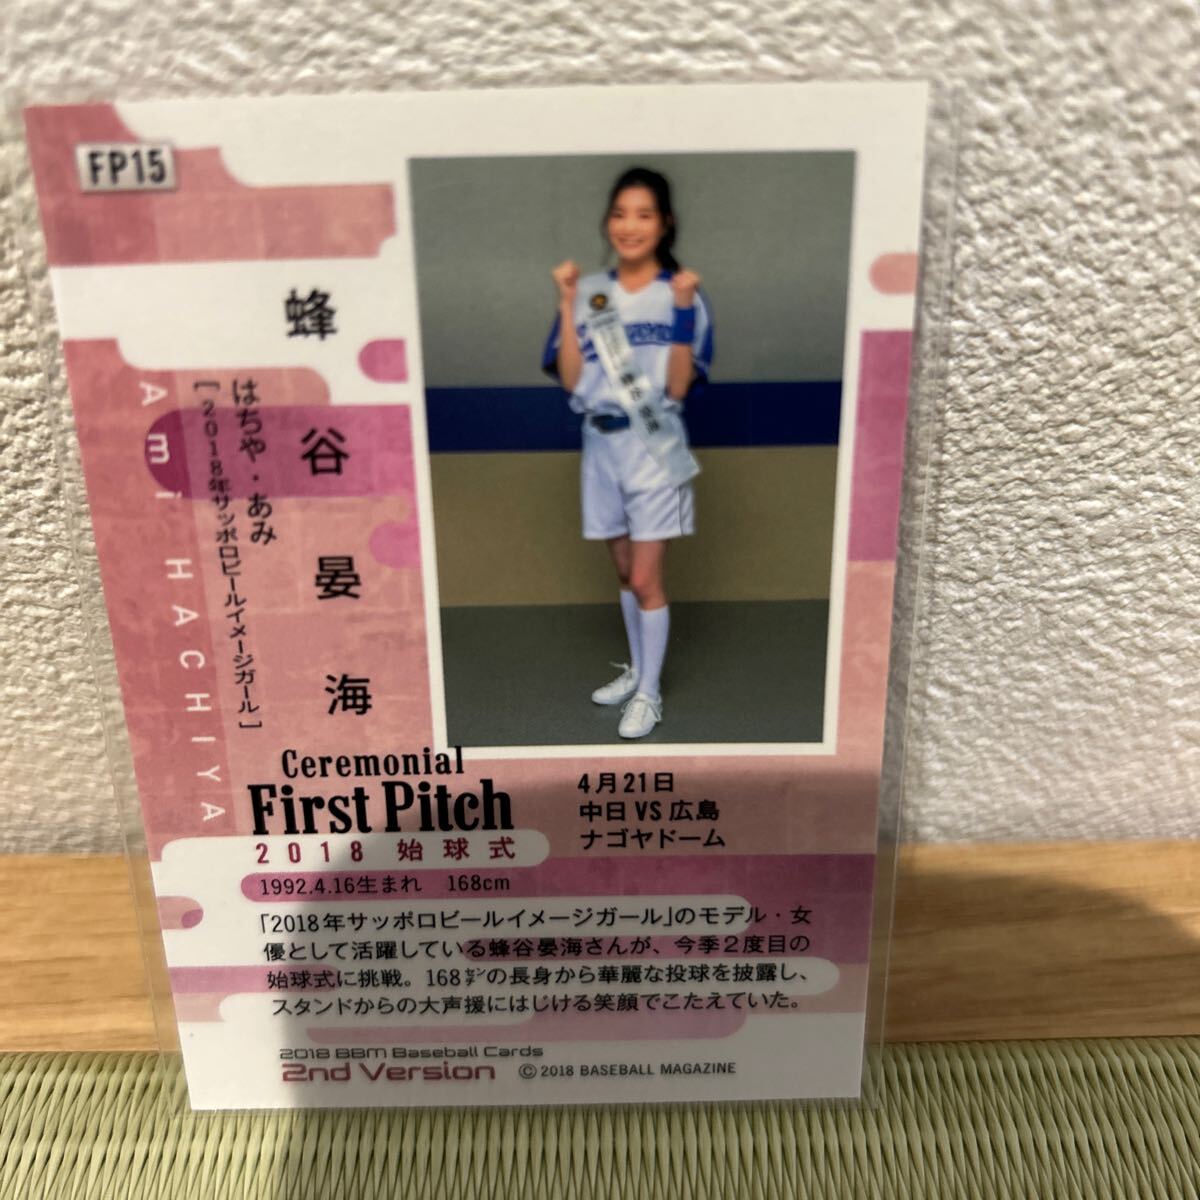 FP15
蜂谷晏海
はちや・あみ
[2018年サッポロビールイメージガール]
Ami HACHIYA
Ceremonial
First Pitch
2018 始球式
4月21日
中日 VS 広島
ナゴヤドーム
1992.4.16生まれ 168cm
「2018年サッポロビールイメージガール」のモデル・女
優として活躍している蜂谷晏海さんが、今季2度目の
始球式に挑戦。168㌢の長身から華麗な投球を披露し、
スタンドからの大声援にはじける笑顔でこたえていた。
2018 BBM Baseball Cards
2nd Version
© 2018 BASEBALL MAGAZINE